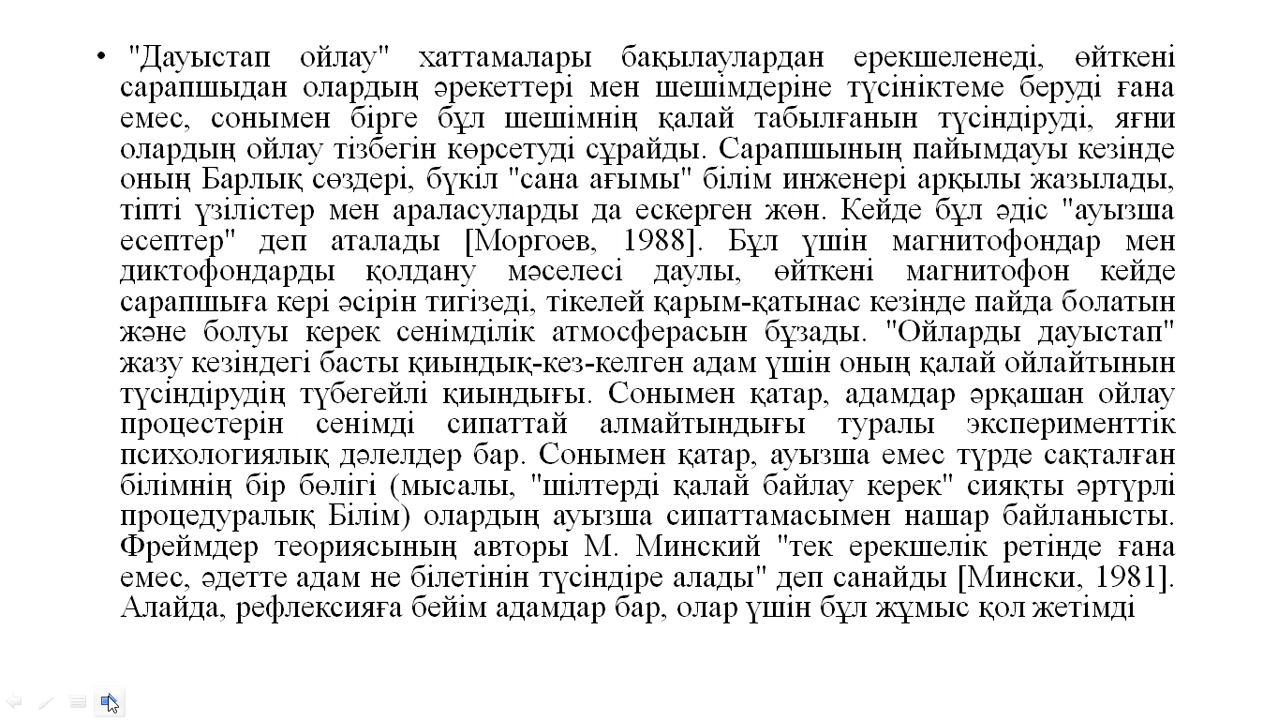 • "Дауыстап ойлау" хаттамалары бақылаулардан ерекшеленеді, өйткені
сарапшыдан олардың әрекеттері мен шешімдеріне түсініктеме беруді ғана
емес, сонымен бірге бұл шешімнің қалай табылғанын түсіндіруді, яғни
олардың ойлау тізбегін көрсетуді сұрайды. Сарапшының пайымдауы кезінде
оның Барлық сөздері, бүкіл "сана ағымы" білім инженері арқылы жазылады,
тіпті үзілістер мен араласуларды да ескерген жөн. Кейде бұл әдіс "ауызша
есептер" деп аталады [Моргоев, 1988]. Бұл үшін магнитофондар мен
диктофондарды қолдану мәселесі даулы, өйткені магнитофон кейде
сарапшыға кері әсірін тигізеді, тікелей қарым-қатынас кезінде пайда болатын
және болуы керек сенімділік атмосферасын бұзады. "Ойларды дауыстап"
жазу кезіндегі басты қиындық-кез-келген адам үшін оның қалай ойлайтынын
түсіндірудің түбегейлі қиындығы. Сонымен қатар, адамдар әрқашан ойлау
процестерін сенімді сипаттай алмайтындығы туралы эксперименттік
психологиялық дәлелдер бар. Сонымен қатар, ауызша емес түрде сақталған
білімнің бір бөлігі (мысалы, "шілтерді қалай байлау керек" сияқты әртүрлі
процедуралық Білім) олардың ауызша сипаттамасымен нашар байланысты.
Фреймдер теориясының авторы М. Минский "тек ерекшелік ретінде ғана
емес, әдетте адам не білетінін түсіндіре алады" деп санайды [Мински, 1981].
Алайда, рефлексияға бейім адамдар бар, олар үшін бұл жұмыс қол жетімді